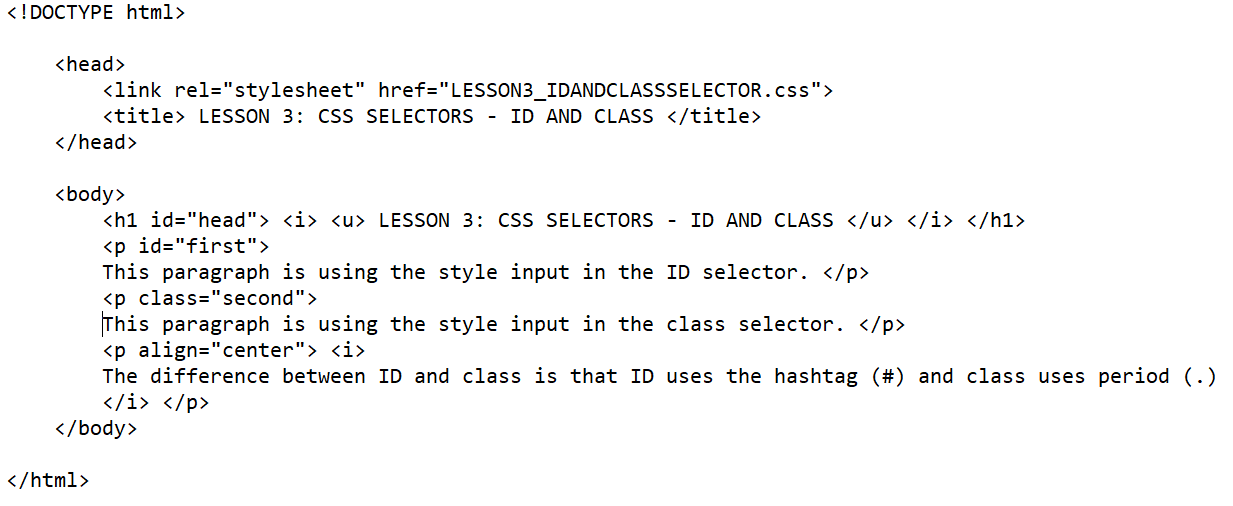 <!DOCTYPE html>
<head>
<link rel="stylesheet" href="LESSON3_IDANDCLASSSELECTOR.css">
<title> LESSON 3: CSS SELECTORS - ID AND CLASS </title>
</head>
<body>
<h1 id="head"> <i> <u> LESSON 3: CSS SELECTORS - ID AND CLASS </u> </i> </h1>
<p id="first">
This paragraph is using the style input in the ID selector. </p>
<p class="second">
This paragraph is using the style input in the class selector. </p>
<p align="center"> <i>
The difference between ID and class is that ID uses the hashtag (#) and class uses period (.)
</i> </p>
</body>
</html>